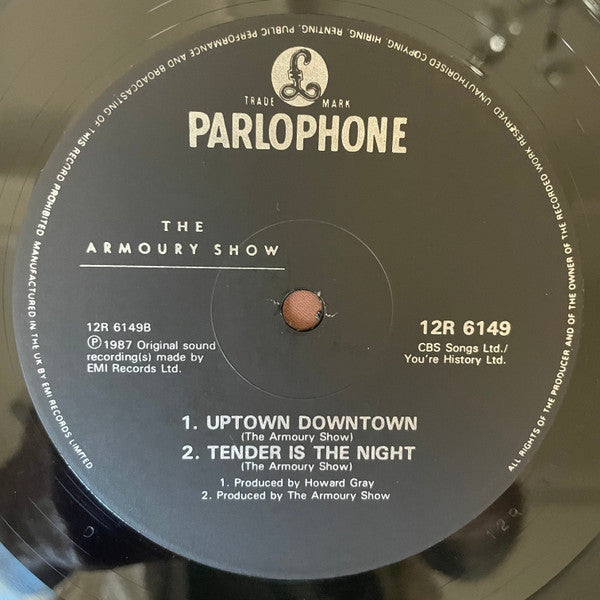 £
TRADE MARK
PARLOPHONE
THE
ARMOURY SHOW
12R 6149B
Ⓟ 1987 Original sound
recording(s) made by
EMI Records Ltd.
12R 6149
CBS Songs Ltd./
You're History Ltd.
1. UPTOWN DOWNTOWN
(The Armoury Show)
2. TENDER IS THE NIGHT
(The Armoury Show)
1. Produced by Howard Gray
2. Produced by The Armoury Show
MANUFACTURED IN THE UK BY EMI RECORDS LIMITED
ALL RIGHTS OF THE PRODUCER AND OF THE OWNER OF THE RECORDED WORK RESERVED UNAUTHORISED COPYING, HIRING, RENTING, PUBLIC PERFORMANCE AND BROADCASTING OF THIS RECORD PROHIBITED